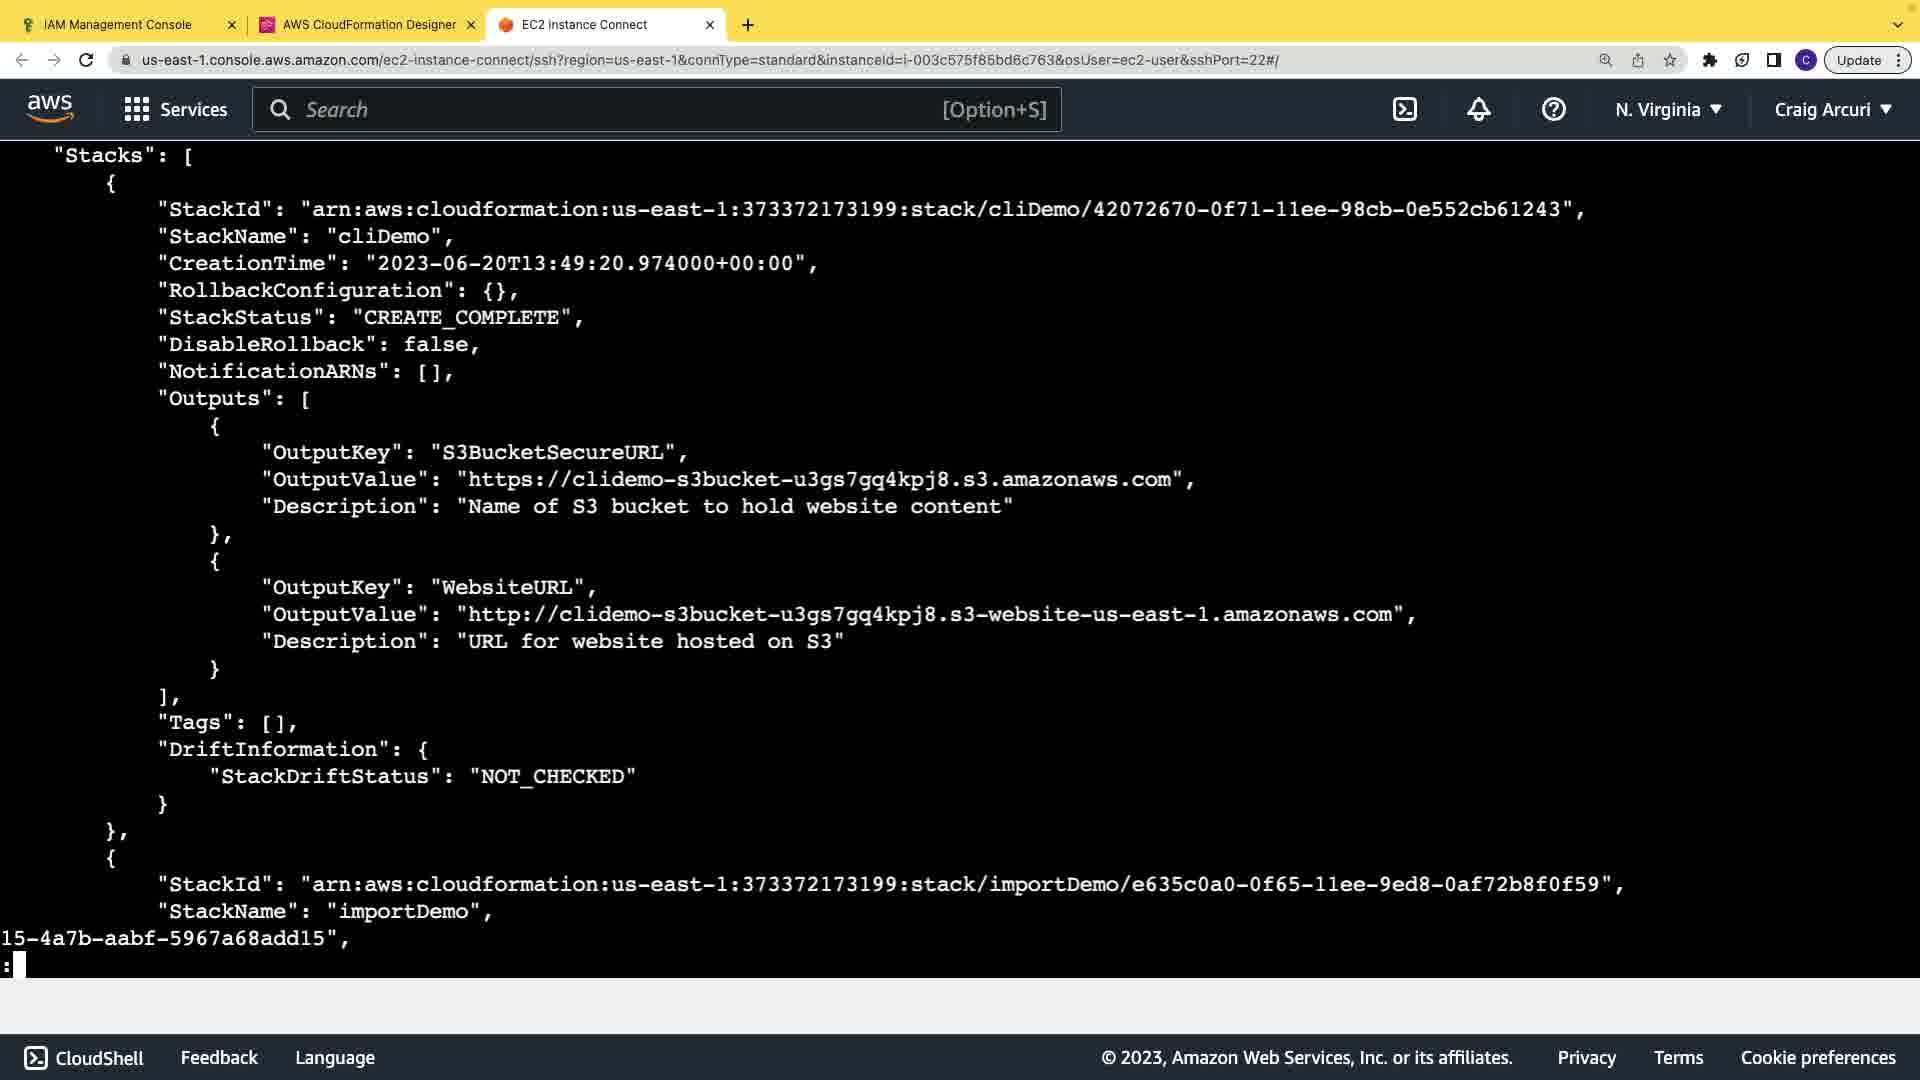 IAM Management Console
AWS CloudFormation Designer
EC2 Instance Connect
us-east-1.console.aws.amazon.com/ec2-instance-connect/ssh?region=us-east-1&connType=standard&instanceId=i-003c575f85bd6c763&osUser=ec2-user&sshPort=22#/
C
Update
aws
Services
Search
[Option+S]
N. Virginia
Craig Arcuri
"Stacks": [
{
"StackId": "arn:aws:cloudformation:us-east-1:373372173199:stack/cliDemo/42072670-0f71-11ee-98cb-0e552cb61243",
"StackName": "cliDemo",
"CreationTime": "2023-06-20T13:49:20.974000+00:00",
"RollbackConfiguration": {},
"StackStatus": "CREATE_COMPLETE",
"DisableRollback": false,
"NotificationARNs": [],
"Outputs": [
{
"OutputKey": "S3BucketSecureURL",
"OutputValue": "https://clidemo-s3bucket-u3gs7gq4kpj8.s3.amazonaws.com",
"Description": "Name of S3 bucket to hold website content"
},
{
"OutputKey": "WebsiteURL",
"OutputValue": "http://clidemo-s3bucket-u3gs7gq4kpj8.s3-website-us-east-1.amazonaws.com",
"Description": "URL for website hosted on S3"
}
],
"Tags": [],
"DriftInformation": {
"StackDriftStatus": "NOT_CHECKED"
}
},
{
"StackId": "arn:aws:cloudformation:us-east-1:373372173199:stack/importDemo/e635c0a0-0f65-11ee-9ed8-0af72b8f0f59",
"StackName": "importDemo",
15-4a7b-aabf-5967a68add15",
:
CloudShell
Feedback
Language
© 2023, Amazon Web Services, Inc. or its affiliates.
Privacy
Terms
Cookie preferences